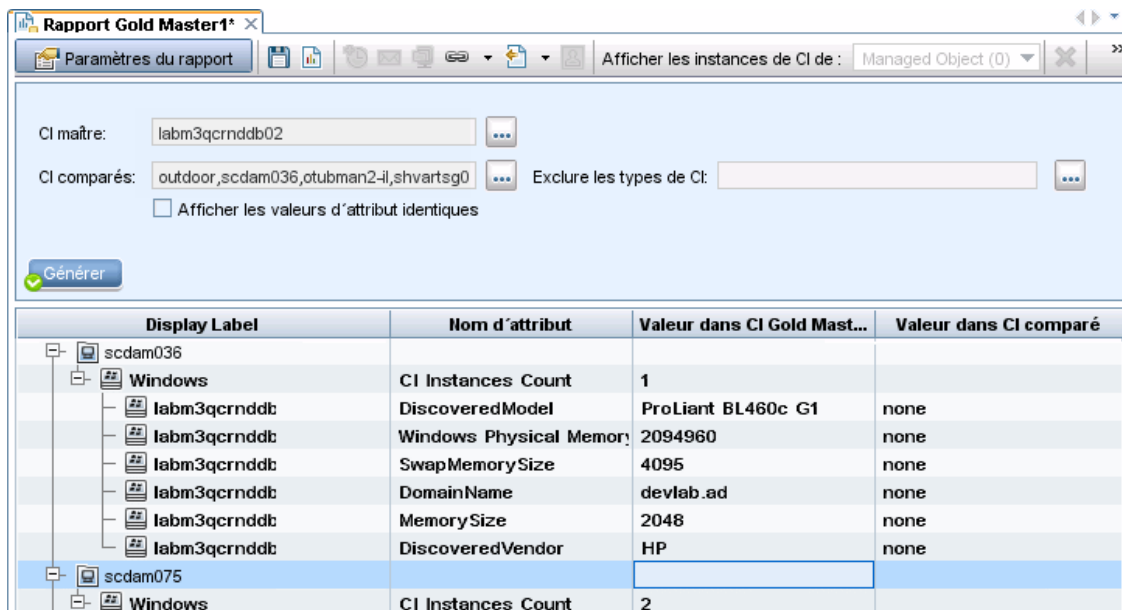 Rapport Gold Master1*
Paramètres du rapport Afficher les instances de CI de : Managed Object (0)
CI maître: labm3qcrnddb02 ...
CI comparés: outdoor,scdam036,otubman2-il,shvartsg0 ... Exclure les types de CI: ...
Afficher les valeurs d´attribut identiques
Générer
Display Label Nom d´attribut Valeur dans CI Gold Mast... Valeur dans CI comparé
scdam036
Windows CI Instances Count 1
labm3qcrnddb DiscoveredModel ProLiant BL460c G1 none
labm3qcrnddb Windows Physical Memory 2094960 none
labm3qcrnddb SwapMemorySize 4095 none
labm3qcrnddb DomainName devlab.ad none
labm3qcrnddb MemorySize 2048 none
labm3qcrnddb DiscoveredVendor HP none
scdam075
Windows CI Instances Count 2